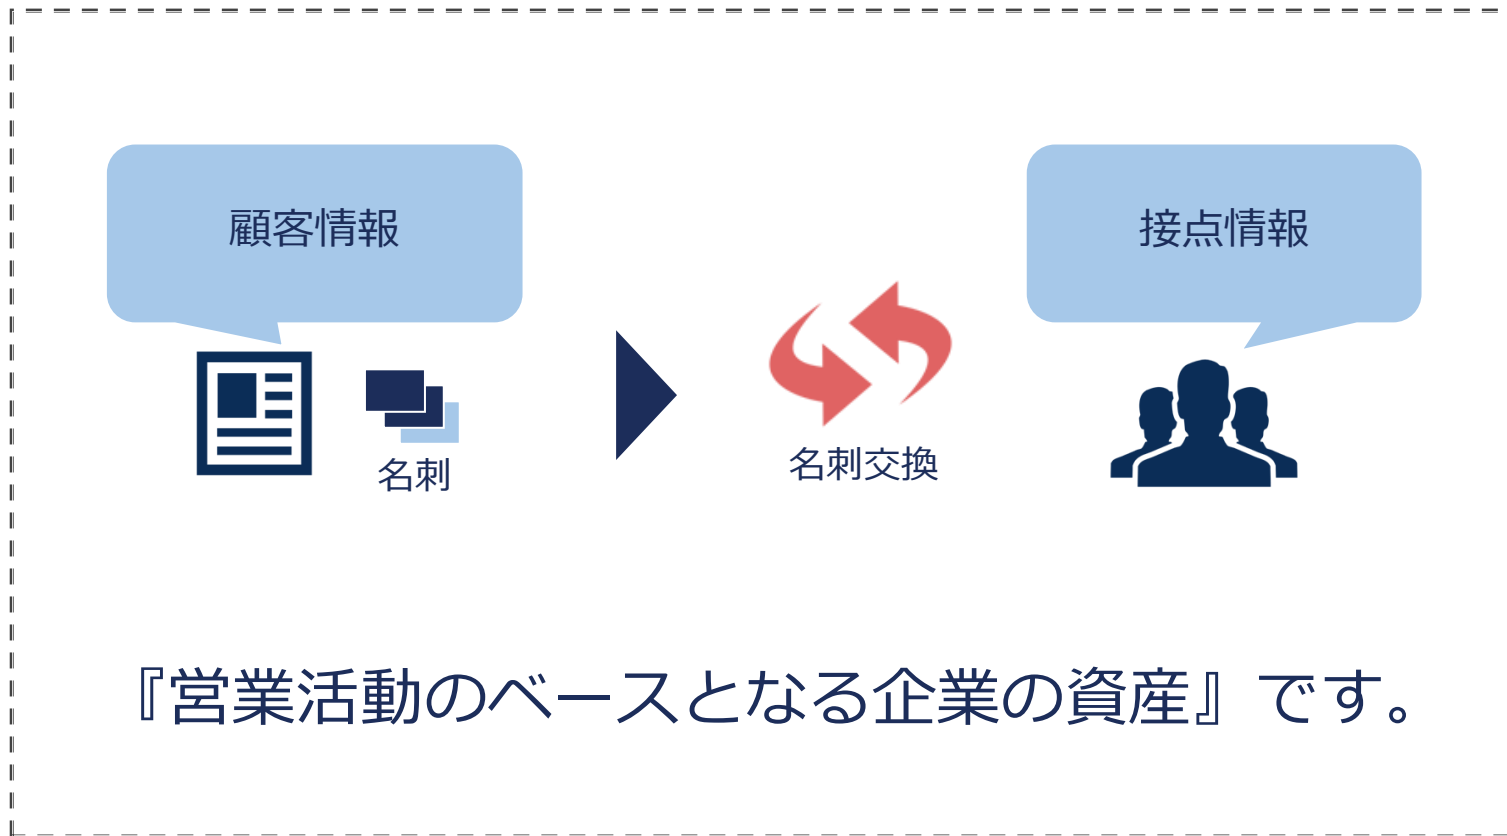 顧客情報
接点情報
名刺
名刺交換
『営業活動のベースとなる企業の資産』です。